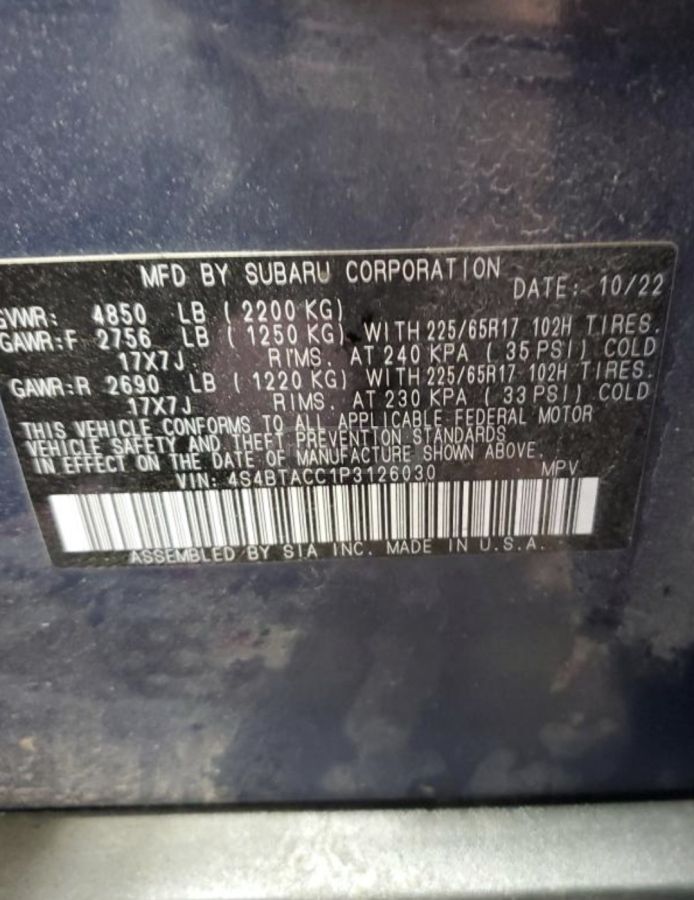 MFD BY SUBARU CORPORATION
DATE: 10/22
GVWR: 4850 LB ( 2200 KG)
GAWR:F 2756 LB ( 1250 KG) WITH 225/65R17 102H TIRES.
17X7J RIMS. AT 240 KPA ( 35 PSI) COLD
GAWR:R 2690 LB ( 1220 KG) WITH 225/65R17 102H TIRES.
17X7J RIMS. AT 230 KPA ( 33 PSI) COLD
THIS VEHICLE CONFORMS TO ALL APPLICABLE FEDERAL MOTOR
VEHICLE SAFETY AND THEFT PREVENTION STANDARDS
IN EFFECT ON THE DATE OF MANUFACTURE SHOWN ABOVE.
VIN: 4S4BTACC1P3126030 MPV
ASSEMBLED BY SIA INC. MADE IN U.S.A.